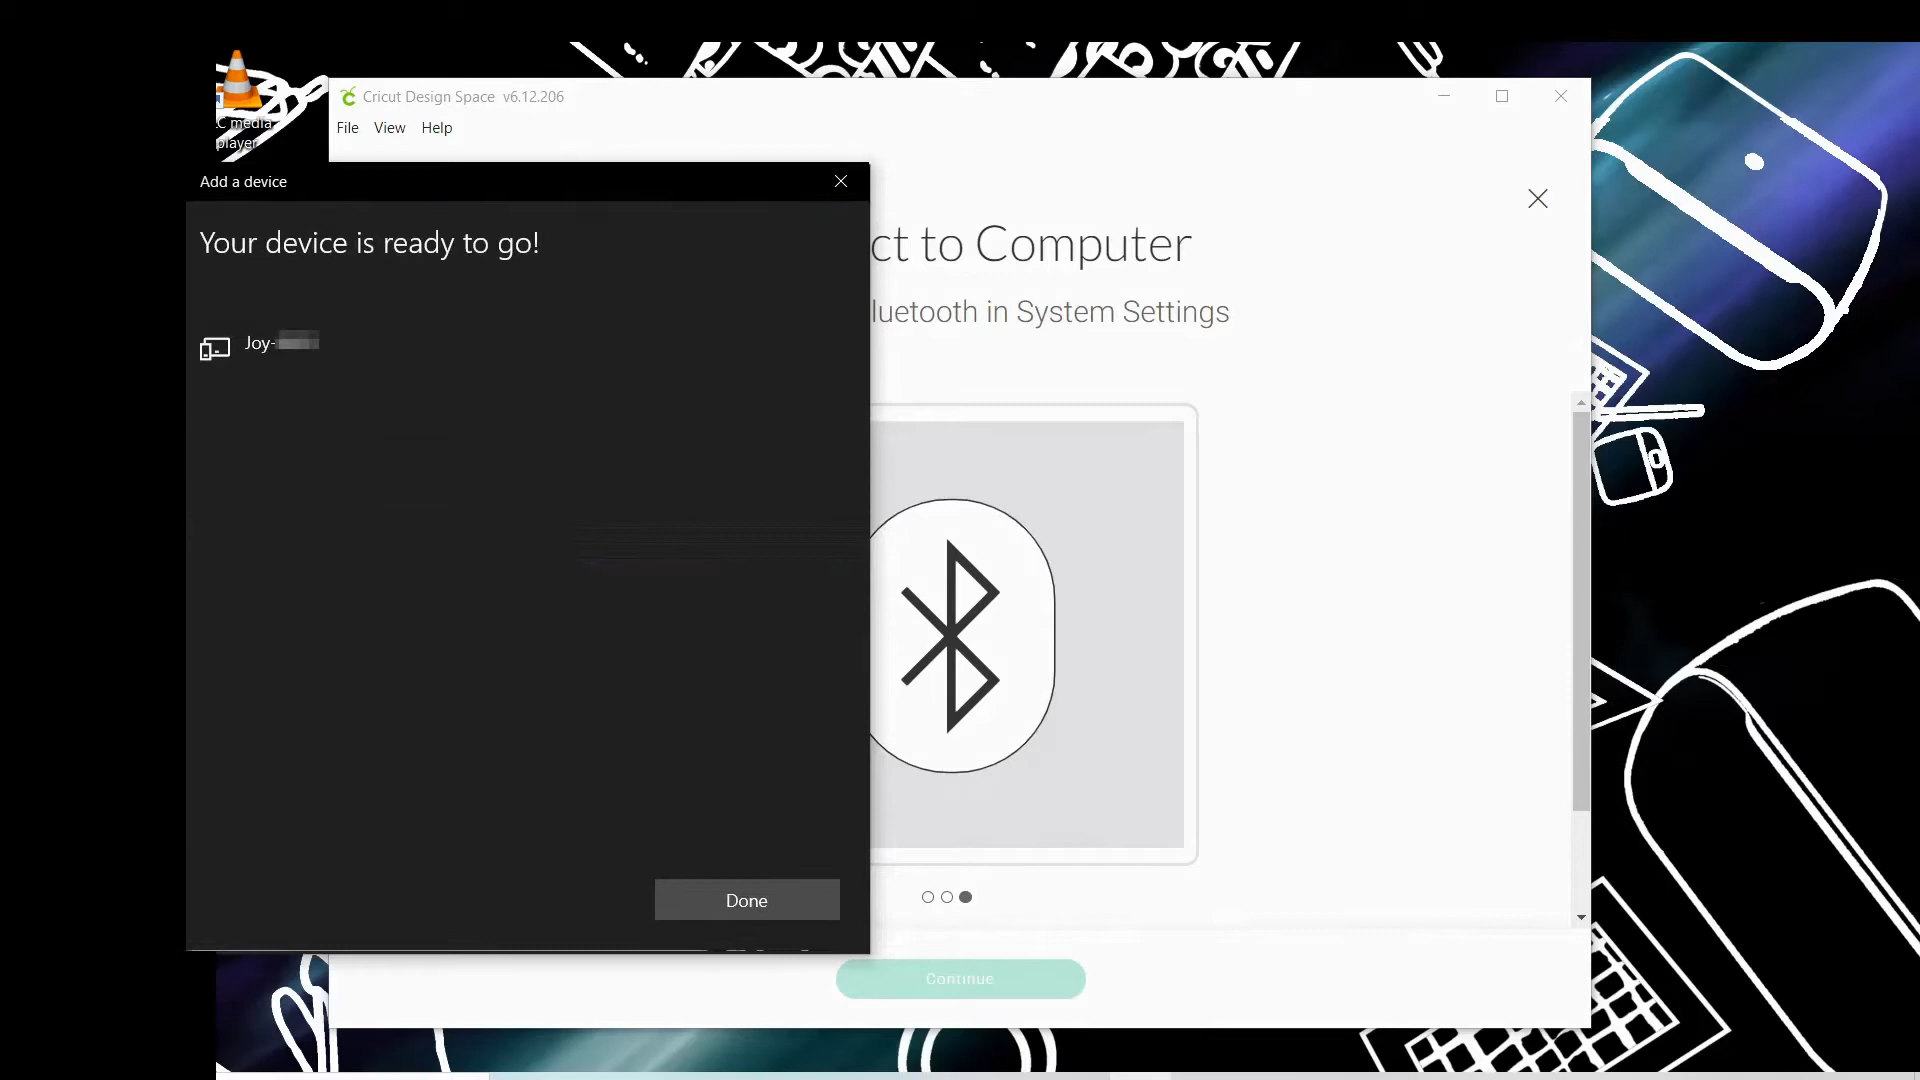 C media
player
Cricut Design Space v6.12.206
File View Help
Add a device
Your device is ready to go!
Joy-
ct to Computer
luetooth in System Settings
Done
Continue